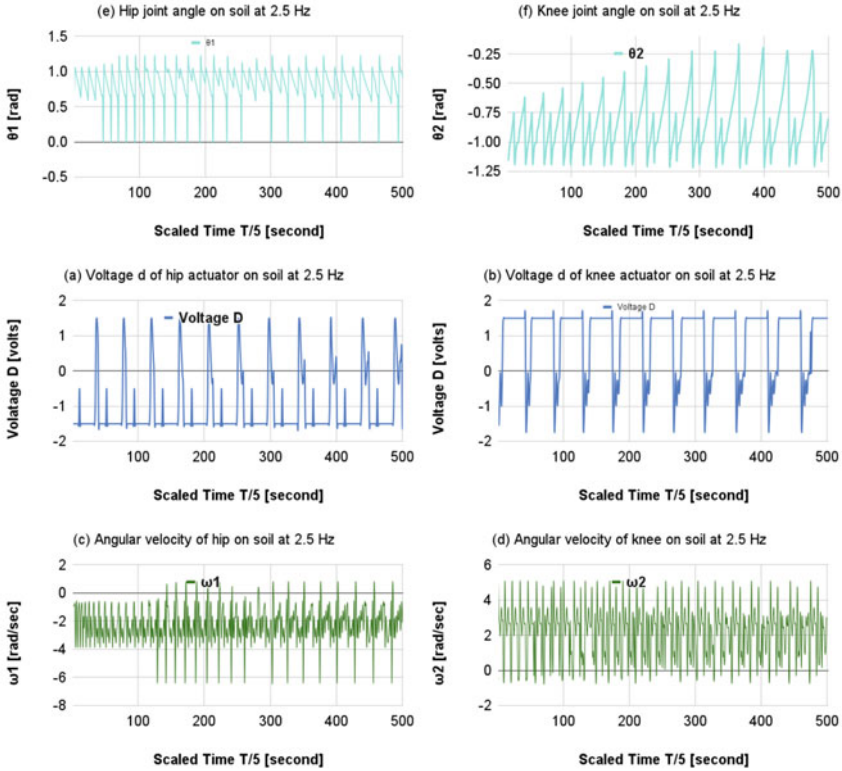 (e) Hip joint angle on soil at 2.5 Hz
θ1
1.5
1.0
0.5
0.0
-0.5
θ1 [rad]
100 200 300 400 500
Scaled Time T/5 [second]
(f) Knee joint angle on soil at 2.5 Hz
θ2
-0.25
-0.50
-0.75
-1.00
-1.25
θ2 [rad]
100 200 300 400 500
Scaled Time T/5 [second]
(a) Voltage d of hip actuator on soil at 2.5 Hz
Voltage D
2
1
0
-1
-2
Volatage D [volts]
100 200 300 400 500
Scaled Time T/5 [second]
(b) Voltage d of knee actuator on soil at 2.5 Hz
Voltage D
2
1
0
-1
-2
Voltage D [volts]
100 200 300 400 500
Scaled Time T/5 [second]
(c) Angular velocity of hip on soil at 2.5 Hz
ω1
2
0
-2
-4
-6
-8
ω1 [rad/sec]
100 200 300 400 500
Scaled Time T/5 [second]
(d) Angular velocity of knee on soil at 2.5 Hz
ω2
6
4
2
0
-2
ω2 [rad/sec]
100 200 300 400 500
Scaled Time T/5 [second]